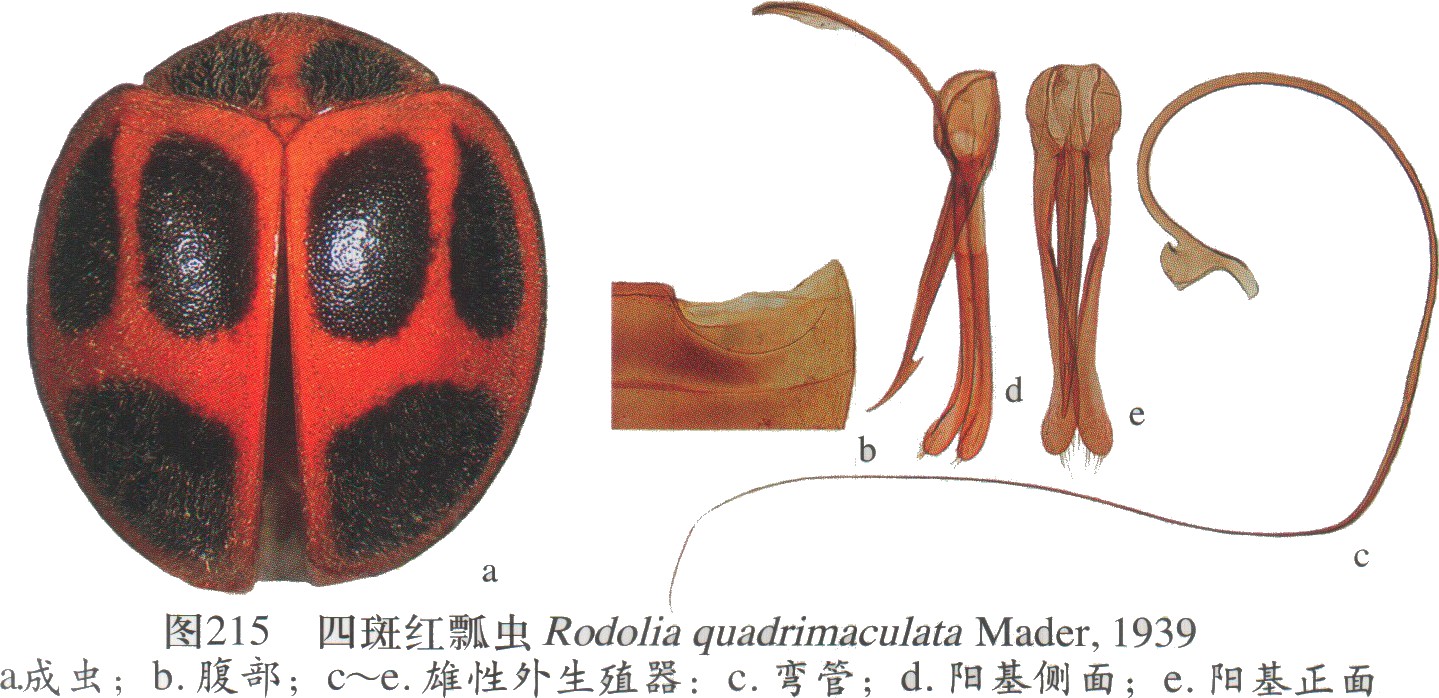 a
b
d
e
c
图215 四斑红瓢虫 Rodolia quadrimaculata Mader, 1939
a.成虫；b.腹部；c～e.雄性外生殖器：c.弯管；d.阳基侧面；e.阳基正面